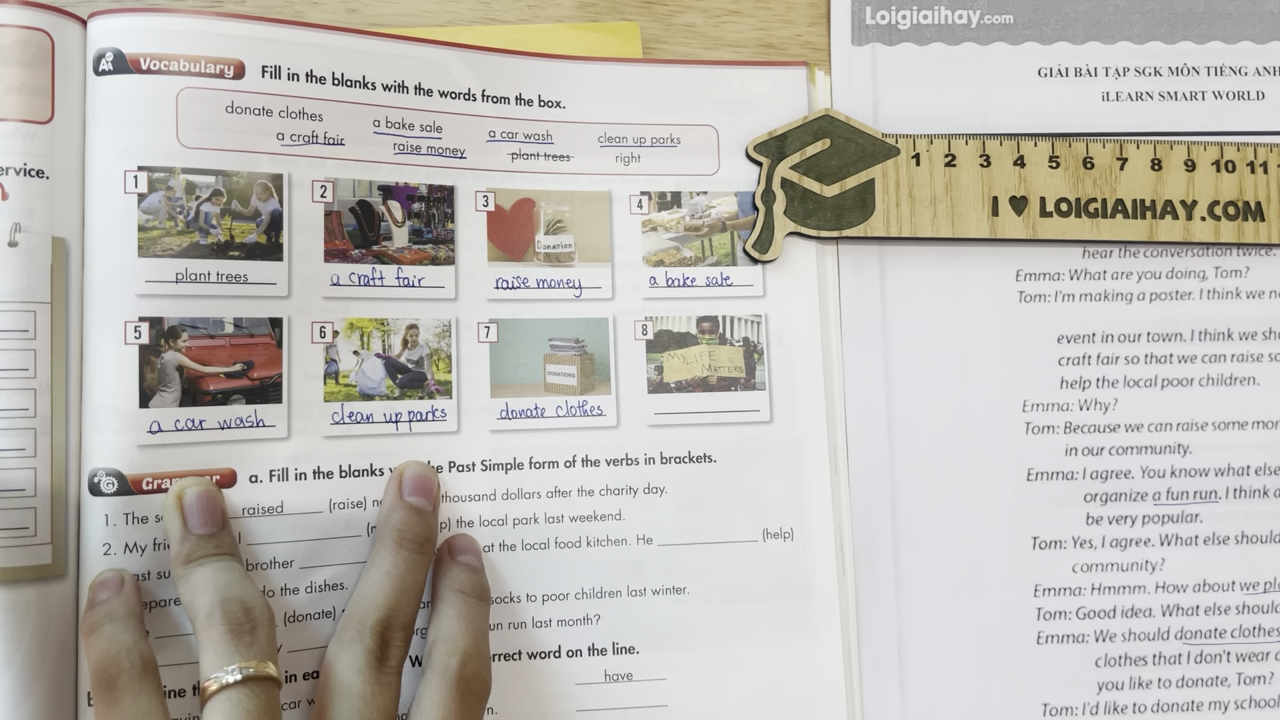 Loigiaihay.com
GIẢI BÀI TẬP SGK MÔN TIẾNG ANH
iLEARN SMART WORLD
ervice.
Vocabulary Fill in the blanks with the words from the box.
donate clothes a bake sale a car wash clean up parks
a craft fair raise money plant trees right
1 2 3 4
Donation
plant trees a craft fair raise money a bake sale
5 6 7 8
DONATIONS
MY LIFE MATTERS
a car wash clean up parks donate clothes
1 2 3 4 5 6 7 8 9 10 11
I ♥ LOIGIAIHAY.COM
a. Fill in the blanks the Past Simple form of the verbs in brackets.
1. The raised (raise) thousand dollars after the charity day.
2. My the local park last weekend.
brother at the local food kitchen. He (help)
do the dishes.
(donate) socks to poor children last winter.
run last month?
word on the line.
have
hear the conversation twice.
Emma: What are you doing, Tom?
Tom: I'm making a poster. I think we
event in our town. I think we
craft fair so that we can raise
help the local poor children.
Emma: Why?
Tom: Because we can raise some
in our community.
Emma: I agree. You know what else
organize a fun run. I think
be very popular.
Tom: Yes, I agree. What else should
community?
Emma: Hmmm. How about we
Tom: Good idea. What else should
Emma: We should donate clothes
clothes that I don't wear
you like to donate, Tom?
Tom: I'd like to donate my school